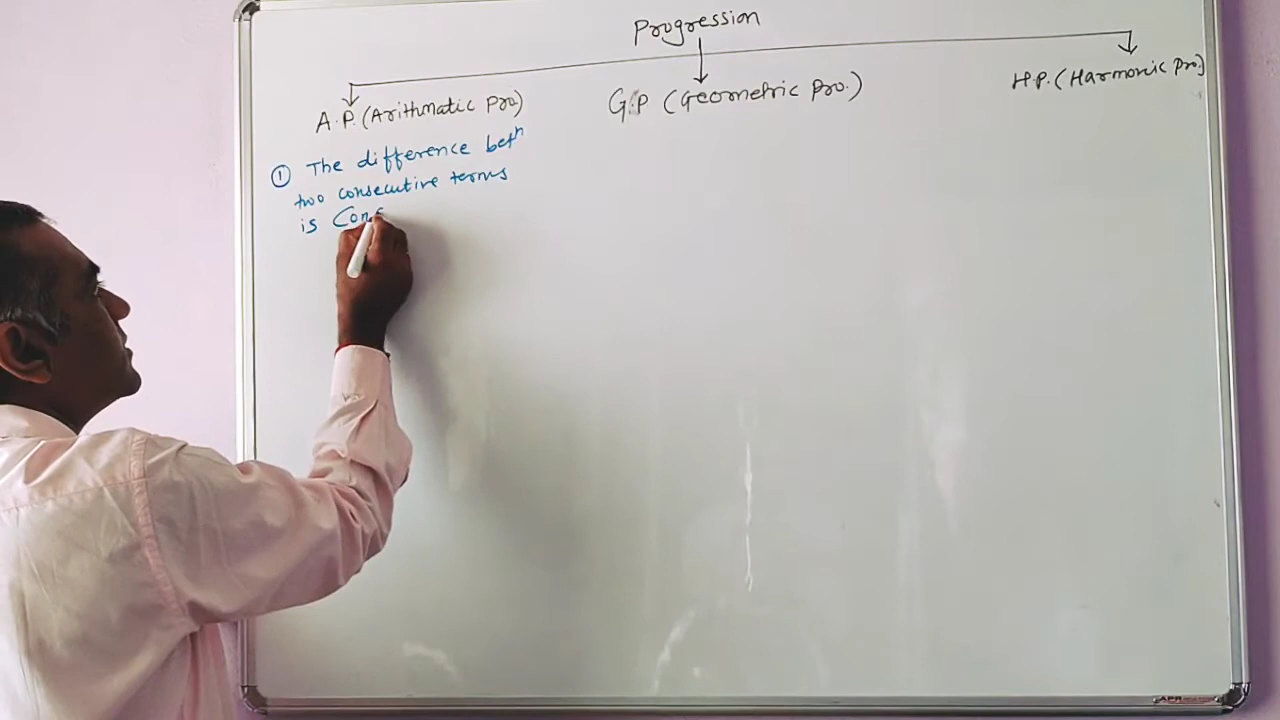 Progression
A.P. (Arithmatic Pro)
G.P (Geometric Pro.)
H.P. (Harmonic Pro.)
① The difference betⁿ
two consecutive terms
is Cons